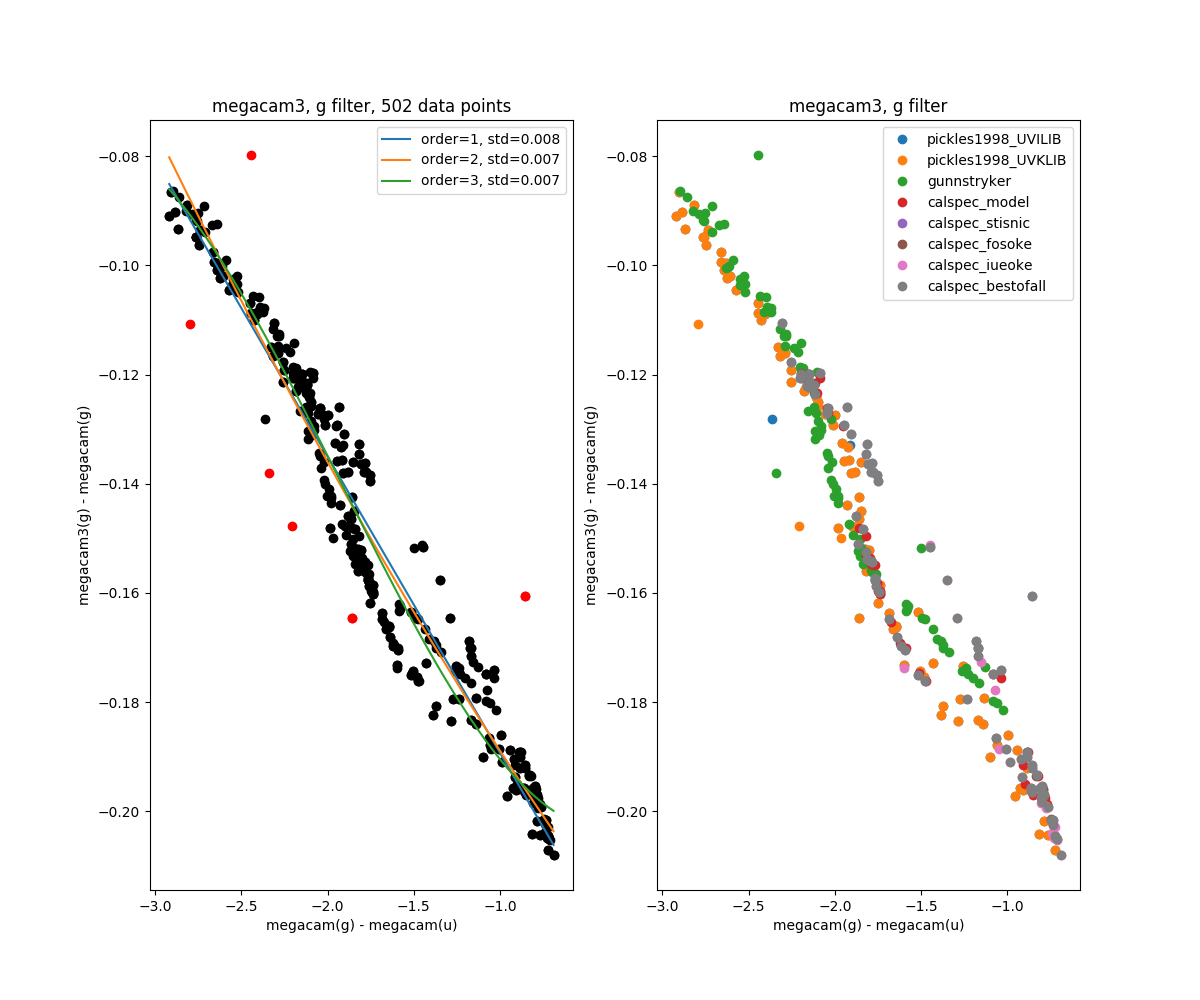 megacam3, g filter, 502 data points
order=1, std=0.008
order=2, std=0.007
order=3, std=0.007
−0.08
−0.10
−0.12
−0.14
−0.16
−0.18
−0.20
megacam3(g) - megacam(g)
−3.0 −2.5 −2.0 −1.5 −1.0
megacam(g) - megacam(u)
megacam3, g filter
pickles1998_UVILIB
pickles1998_UVKLIB
gunnstryker
calspec_model
calspec_stisnic
calspec_fosoke
calspec_iueoke
calspec_bestofall
−0.08
−0.10
−0.12
−0.14
−0.16
−0.18
−0.20
megacam3(g) - megacam(g)
−3.0 −2.5 −2.0 −1.5 −1.0
megacam(g) - megacam(u)